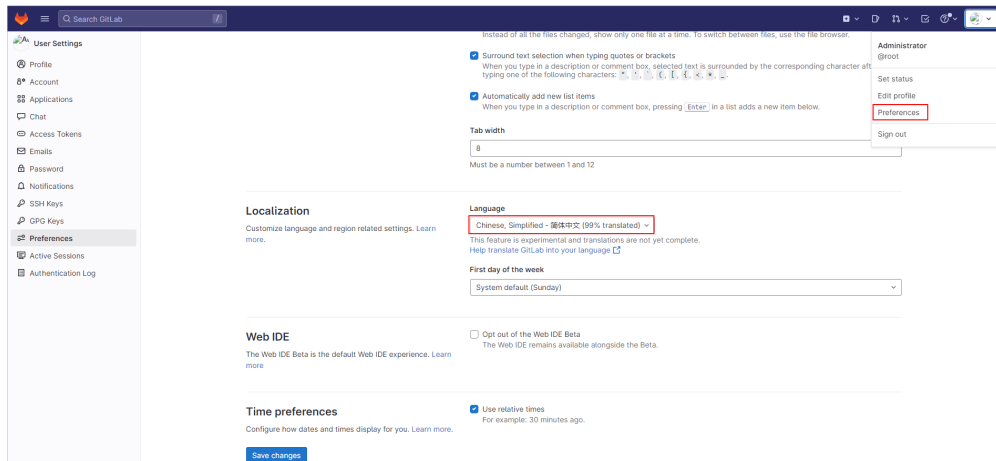 Search GitLab
/
User Settings
Profile
Account
Applications
Chat
Access Tokens
Emails
Password
Notifications
SSH Keys
GPG Keys
Preferences
Active Sessions
Authentication Log
Instead of all the files changed, show only one file at a time. To switch between files, use the file browser.
Surround text selection when typing quotes or brackets
When you type in a description or comment box, selected text is surrounded by the corresponding character aft
typing one of the following characters: ", ', `, (, [, {, <, *, _.
Automatically add new list items
When you type in a description or comment box, pressing Enter in a list adds a new item below.
Tab width
8
Must be a number between 1 and 12
Administrator
@root
Set status
Edit profile
Preferences
Sign out
Localization
Customize language and region related settings. Learn
more.
Language
Chinese, Simplified - 简体中文 (99% translated)
This feature is experimental and translations are not yet complete.
Help translate GitLab into your language
First day of the week
System default (Sunday)
Web IDE
The Web IDE Beta is the default Web IDE experience. Learn
more
Opt out of the Web IDE Beta
The Web IDE remains available alongside the Beta.
Time preferences
Configure how dates and times display for you. Learn more.
Use relative times
For example: 30 minutes ago.
Save changes